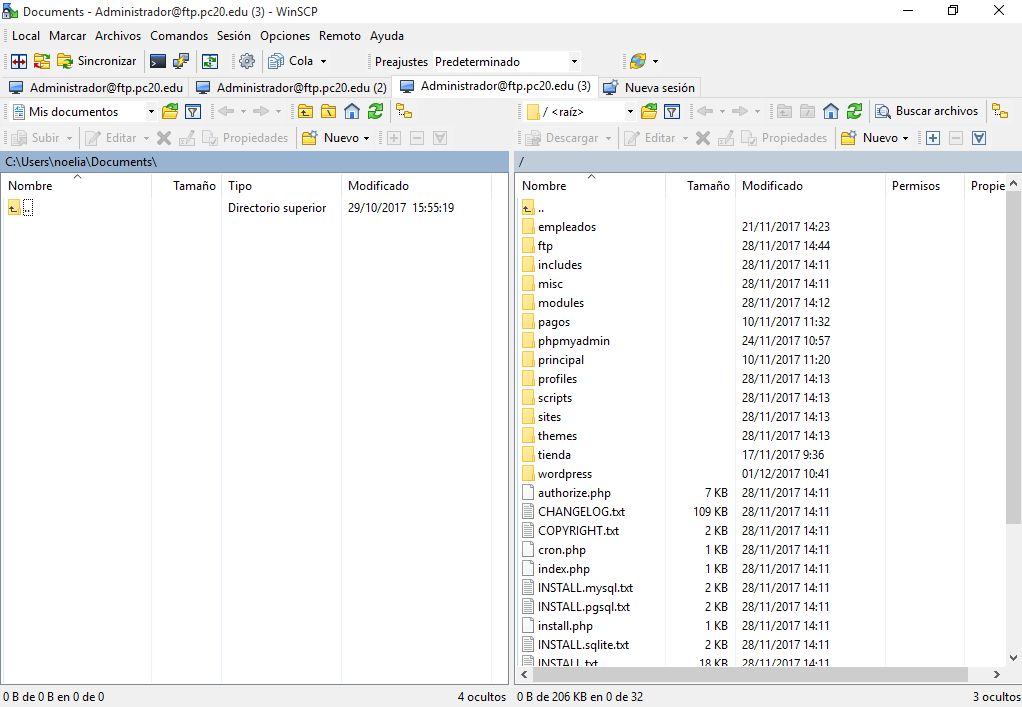 Documents - Administrador@ftp.pc20.edu (3) - WinSCP
Local Marcar Archivos Comandos Sesión Opciones Remoto Ayuda
Sincronizar Cola Preajustes Predeterminado
Administrador@ftp.pc20.edu Administrador@ftp.pc20.edu (2) Administrador@ftp.pc20.edu (3) Nueva sesión
Mis documentos / <raíz> Buscar archivos
Subir Editar Propiedades Nuevo Descargar Editar Propiedades Nuevo
C:\Users\noelia\Documents\ /
Nombre Tamaño Tipo Modificado Nombre Tamaño Modificado Permisos Propie
.. Directorio superior 29/10/2017 15:55:19 ..
empleados 21/11/2017 14:23
ftp 28/11/2017 14:44
includes 28/11/2017 14:11
misc 28/11/2017 14:11
modules 28/11/2017 14:12
pagos 10/11/2017 11:32
phpmyadmin 24/11/2017 10:57
principal 10/11/2017 11:20
profiles 28/11/2017 14:13
scripts 28/11/2017 14:13
sites 28/11/2017 14:13
themes 28/11/2017 14:13
tienda 17/11/2017 9:36
wordpress 01/12/2017 10:41
authorize.php 7 KB 28/11/2017 14:11
CHANGELOG.txt 109 KB 28/11/2017 14:11
COPYRIGHT.txt 2 KB 28/11/2017 14:11
cron.php 1 KB 28/11/2017 14:11
index.php 1 KB 28/11/2017 14:11
INSTALL.mysql.txt 2 KB 28/11/2017 14:11
INSTALL.pgsql.txt 2 KB 28/11/2017 14:11
install.php 1 KB 28/11/2017 14:11
INSTALL.sqlite.txt 2 KB 28/11/2017 14:11
INSTALL.txt 18 KB 28/11/2017 14:11
0 B de 0 B en 0 de 0 4 ocultos 0 B de 206 KB en 0 de 32 3 ocultos